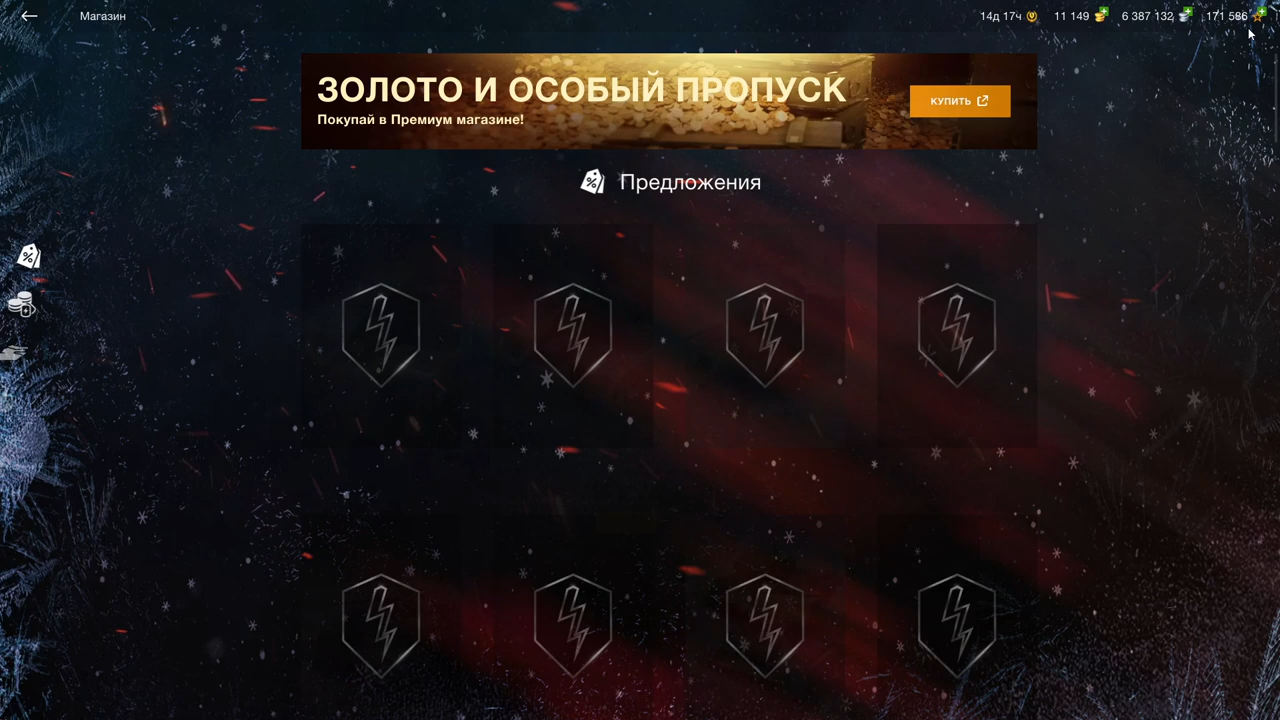 Магазин
14д 17ч
11 149
6 387 132
171 586
ЗОЛОТО И ОСОБЫЙ ПРОПУСК
Покупай в Премиум магазине!
КУПИТЬ
Предложения